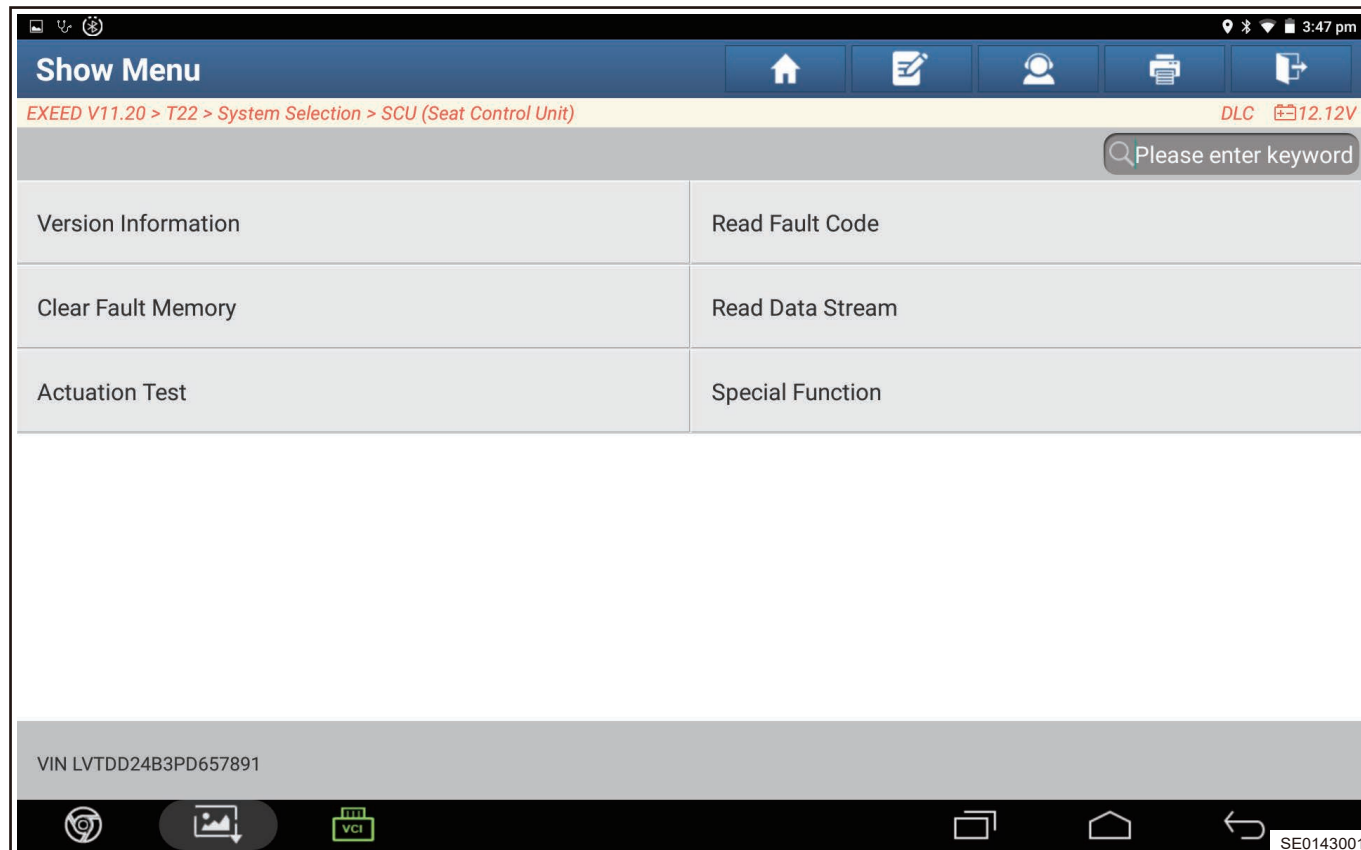 3:47 pm
Show Menu
EXEED V11.20 > T22 > System Selection > SCU (Seat Control Unit)
DLC 12.12V
Please enter keyword
Version Information
Read Fault Code
Clear Fault Memory
Read Data Stream
Actuation Test
Special Function
VIN LVTDD24B3PD657891
VCI
SE0143001